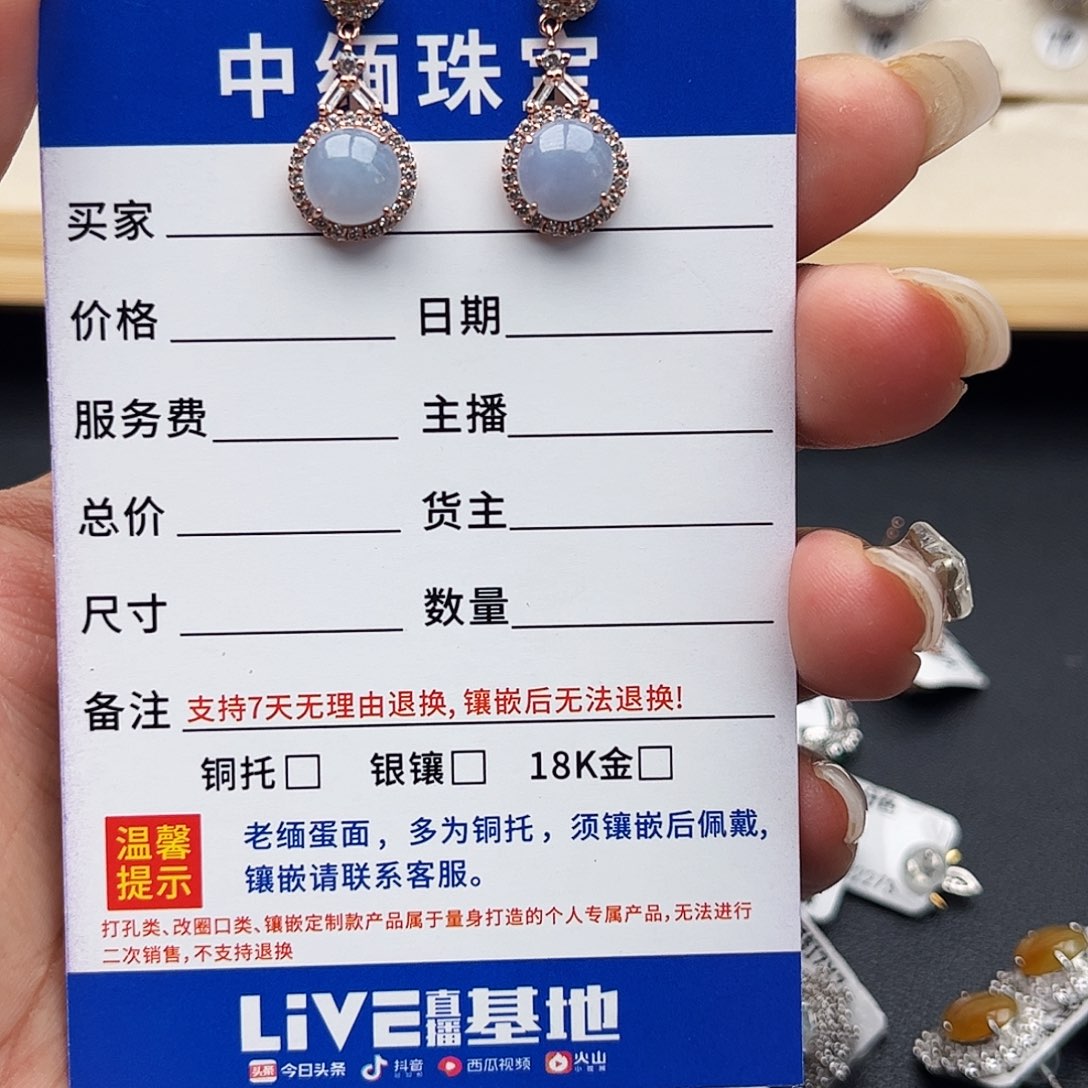 中缅珠宝
买家
价格 日期
服务费 主播
总价 货主
尺寸 数量
备注 支持7天无理由退换,镶嵌后无法退换!
铜托□ 银镶□ 18K金□
温馨提示
老缅蛋面，多为铜托，须镶嵌后佩戴,
镶嵌请联系客服。
打孔类、改圈口类、镶嵌定制款产品属于量身打造的个人专属产品,无法进行
二次销售,不支持退换
LiVE直播基地
头条 今日头条 抖音 西瓜视频 火山小视频